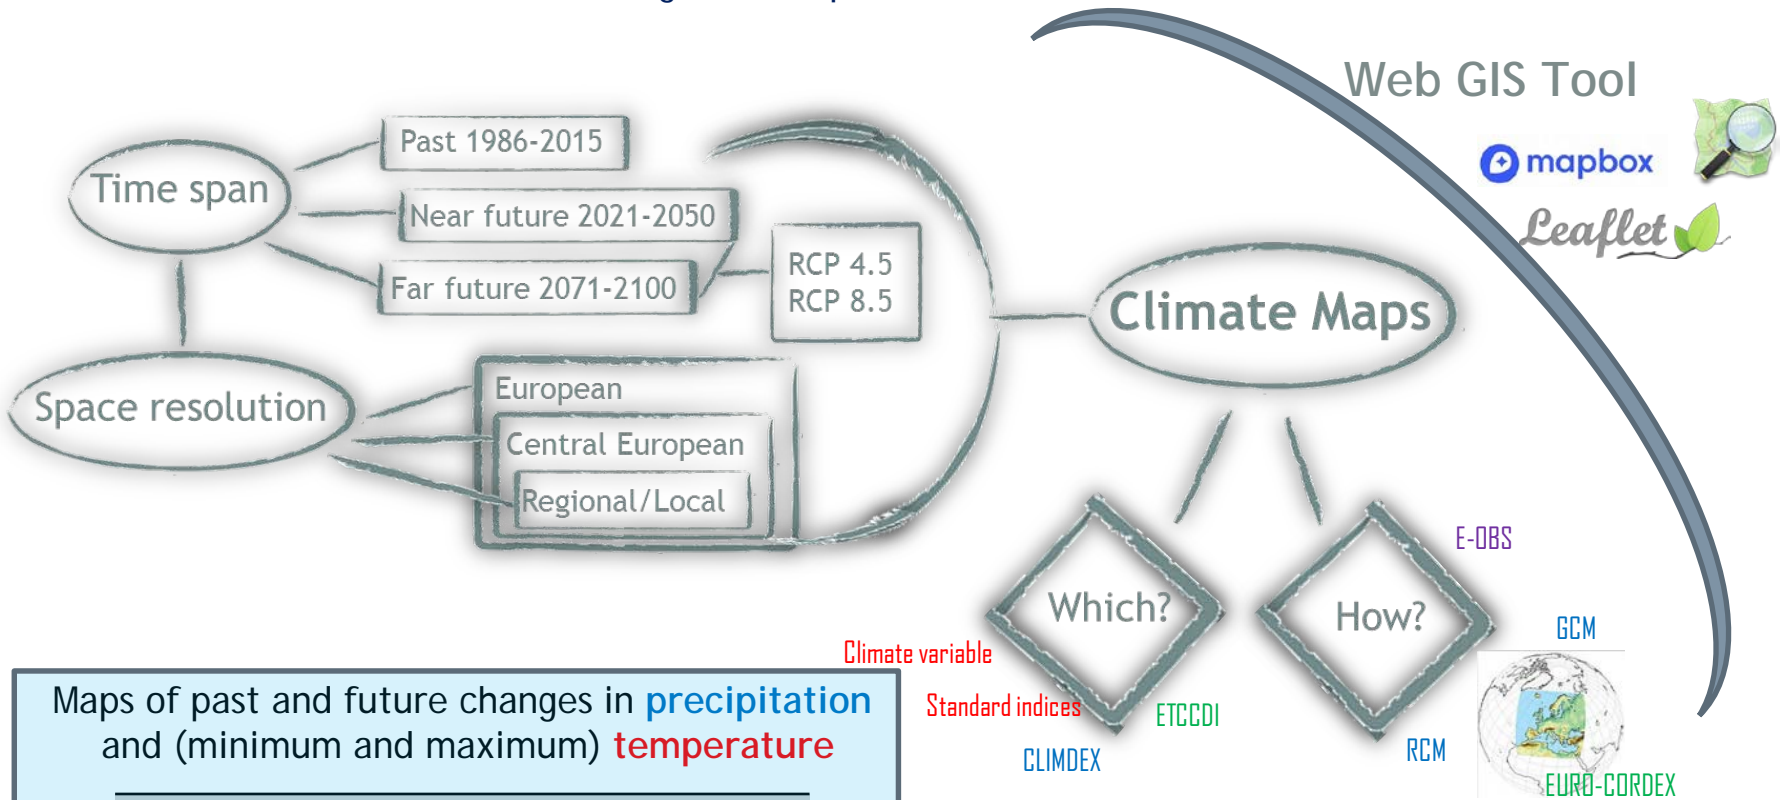 Web GIS Tool
mapbox
Leaflet
Past 1986-2015
Time span
Near future 2021-2050
Far future 2071-2100
RCP 4.5
RCP 8.5
Climate Maps
European
Space resolution
Central European
Regional/Local
E-OBS
Which?
How?
GCM
Climate variable
Standard indices
ETCCDI
CLIMDEX
RCM
EURO-CORDEX
Maps of past and future changes in precipitation
and (minimum and maximum) temperature